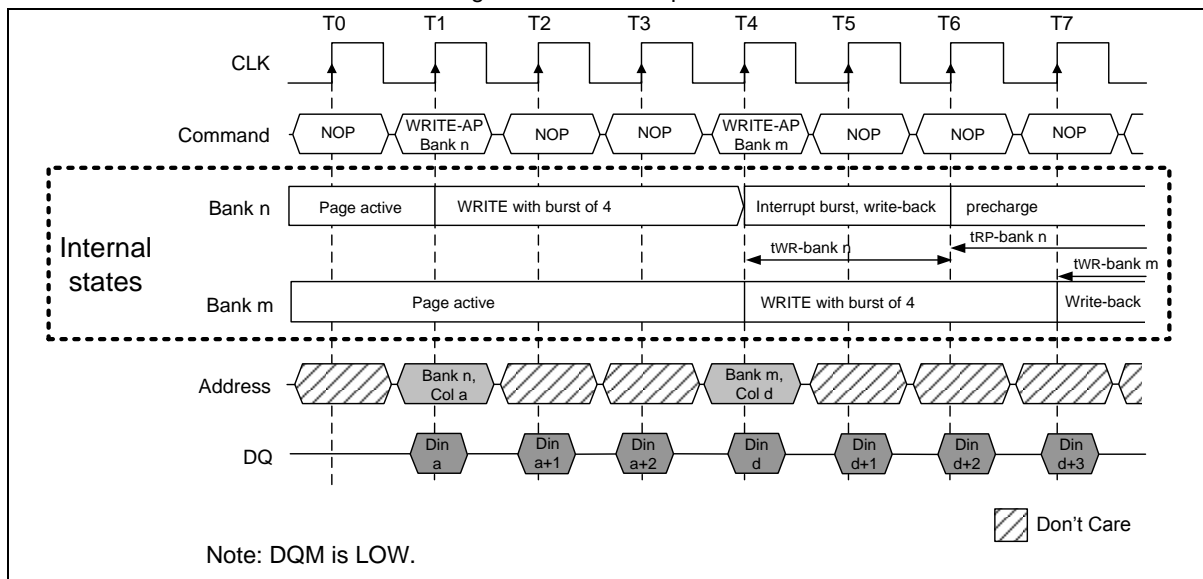 T0 T1 T2 T3 T4 T5 T6 T7
CLK
Command NOP WRITE-AP Bank n NOP NOP WRITE-AP Bank m NOP NOP NOP
Internal states
Bank n Page active WRITE with burst of 4 Interrupt burst, write-back precharge
tWR-bank n tRP-bank n
tWR-bank m
Bank m Page active WRITE with burst of 4 Write-back
Address Bank n, Col a Bank m, Col d
DQ Din a Din a+1 Din a+2 Din d Din d+1 Din d+2 Din d+3
Don't Care
Note: DQM is LOW.